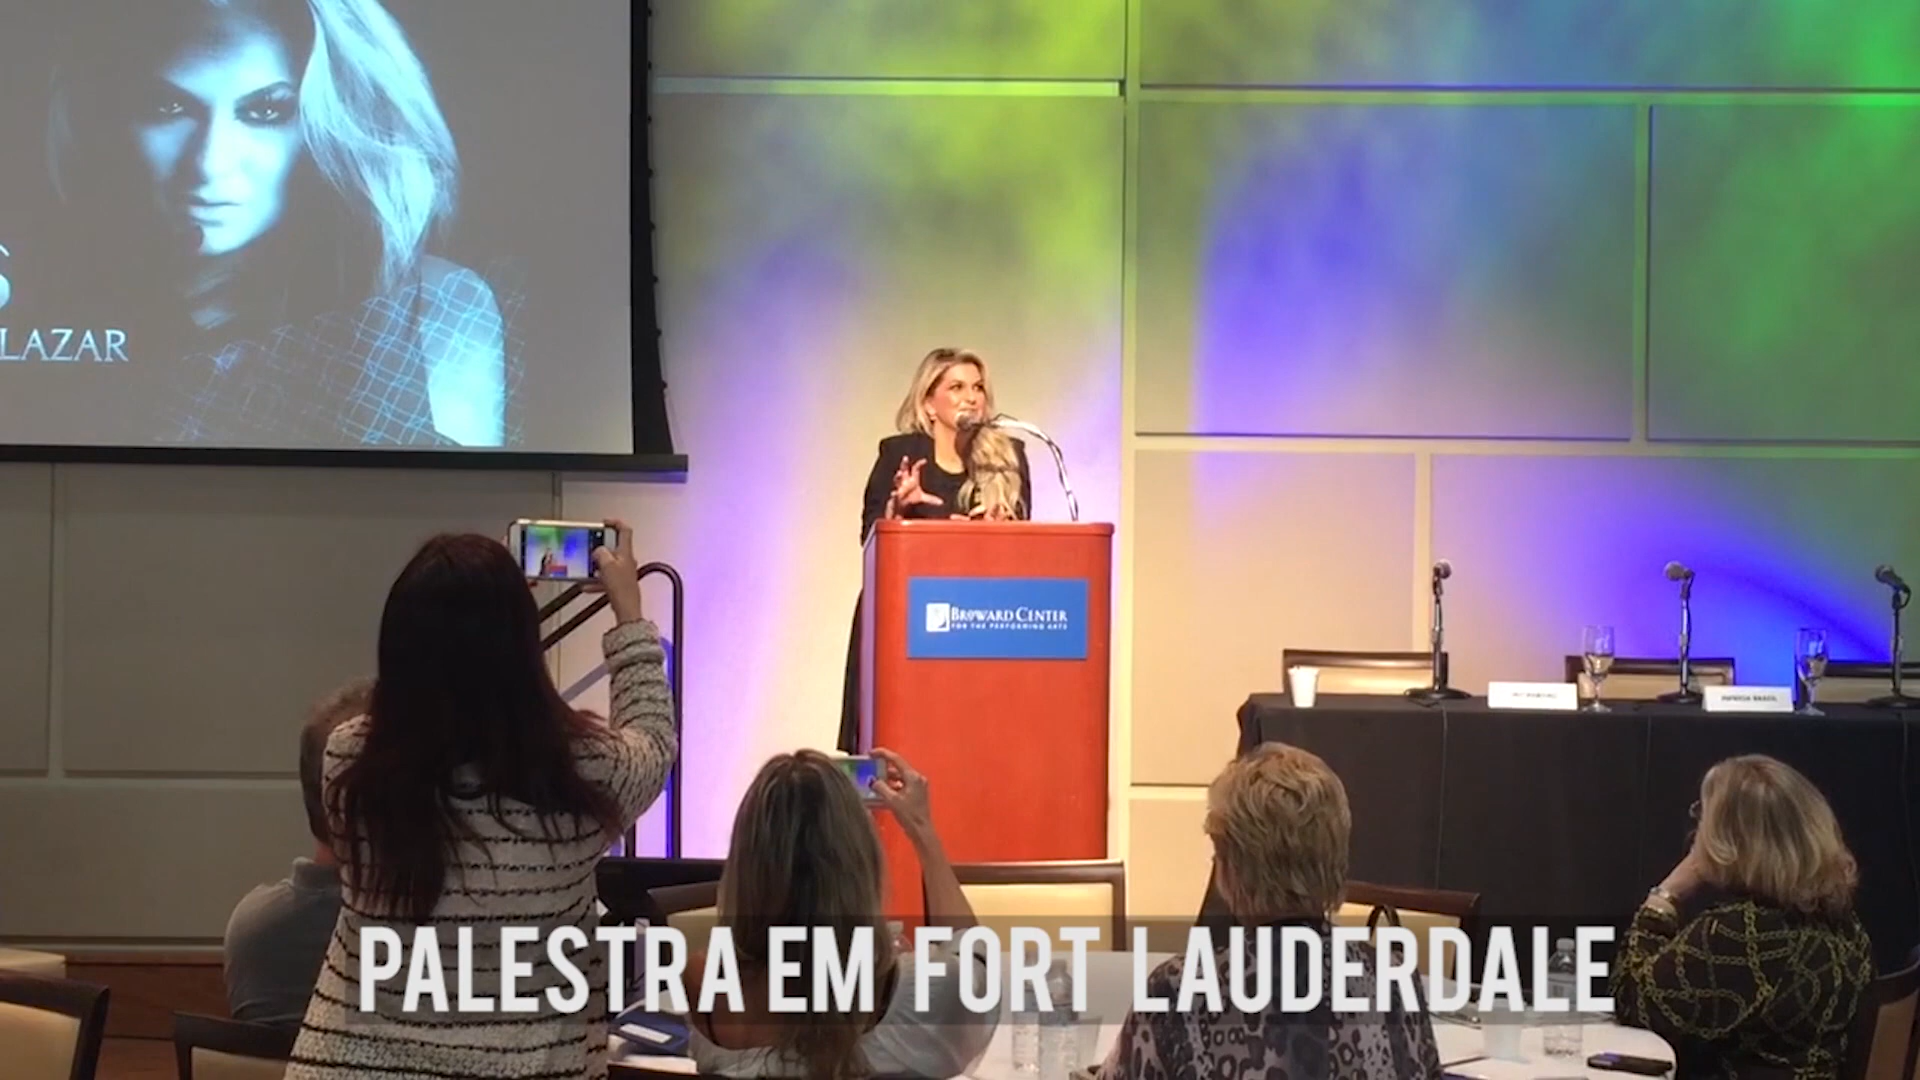 LAZAR
BROWARD CENTER
FOR THE PERFORMING ARTS
PALESTRA EM FORT LAUDERDALE